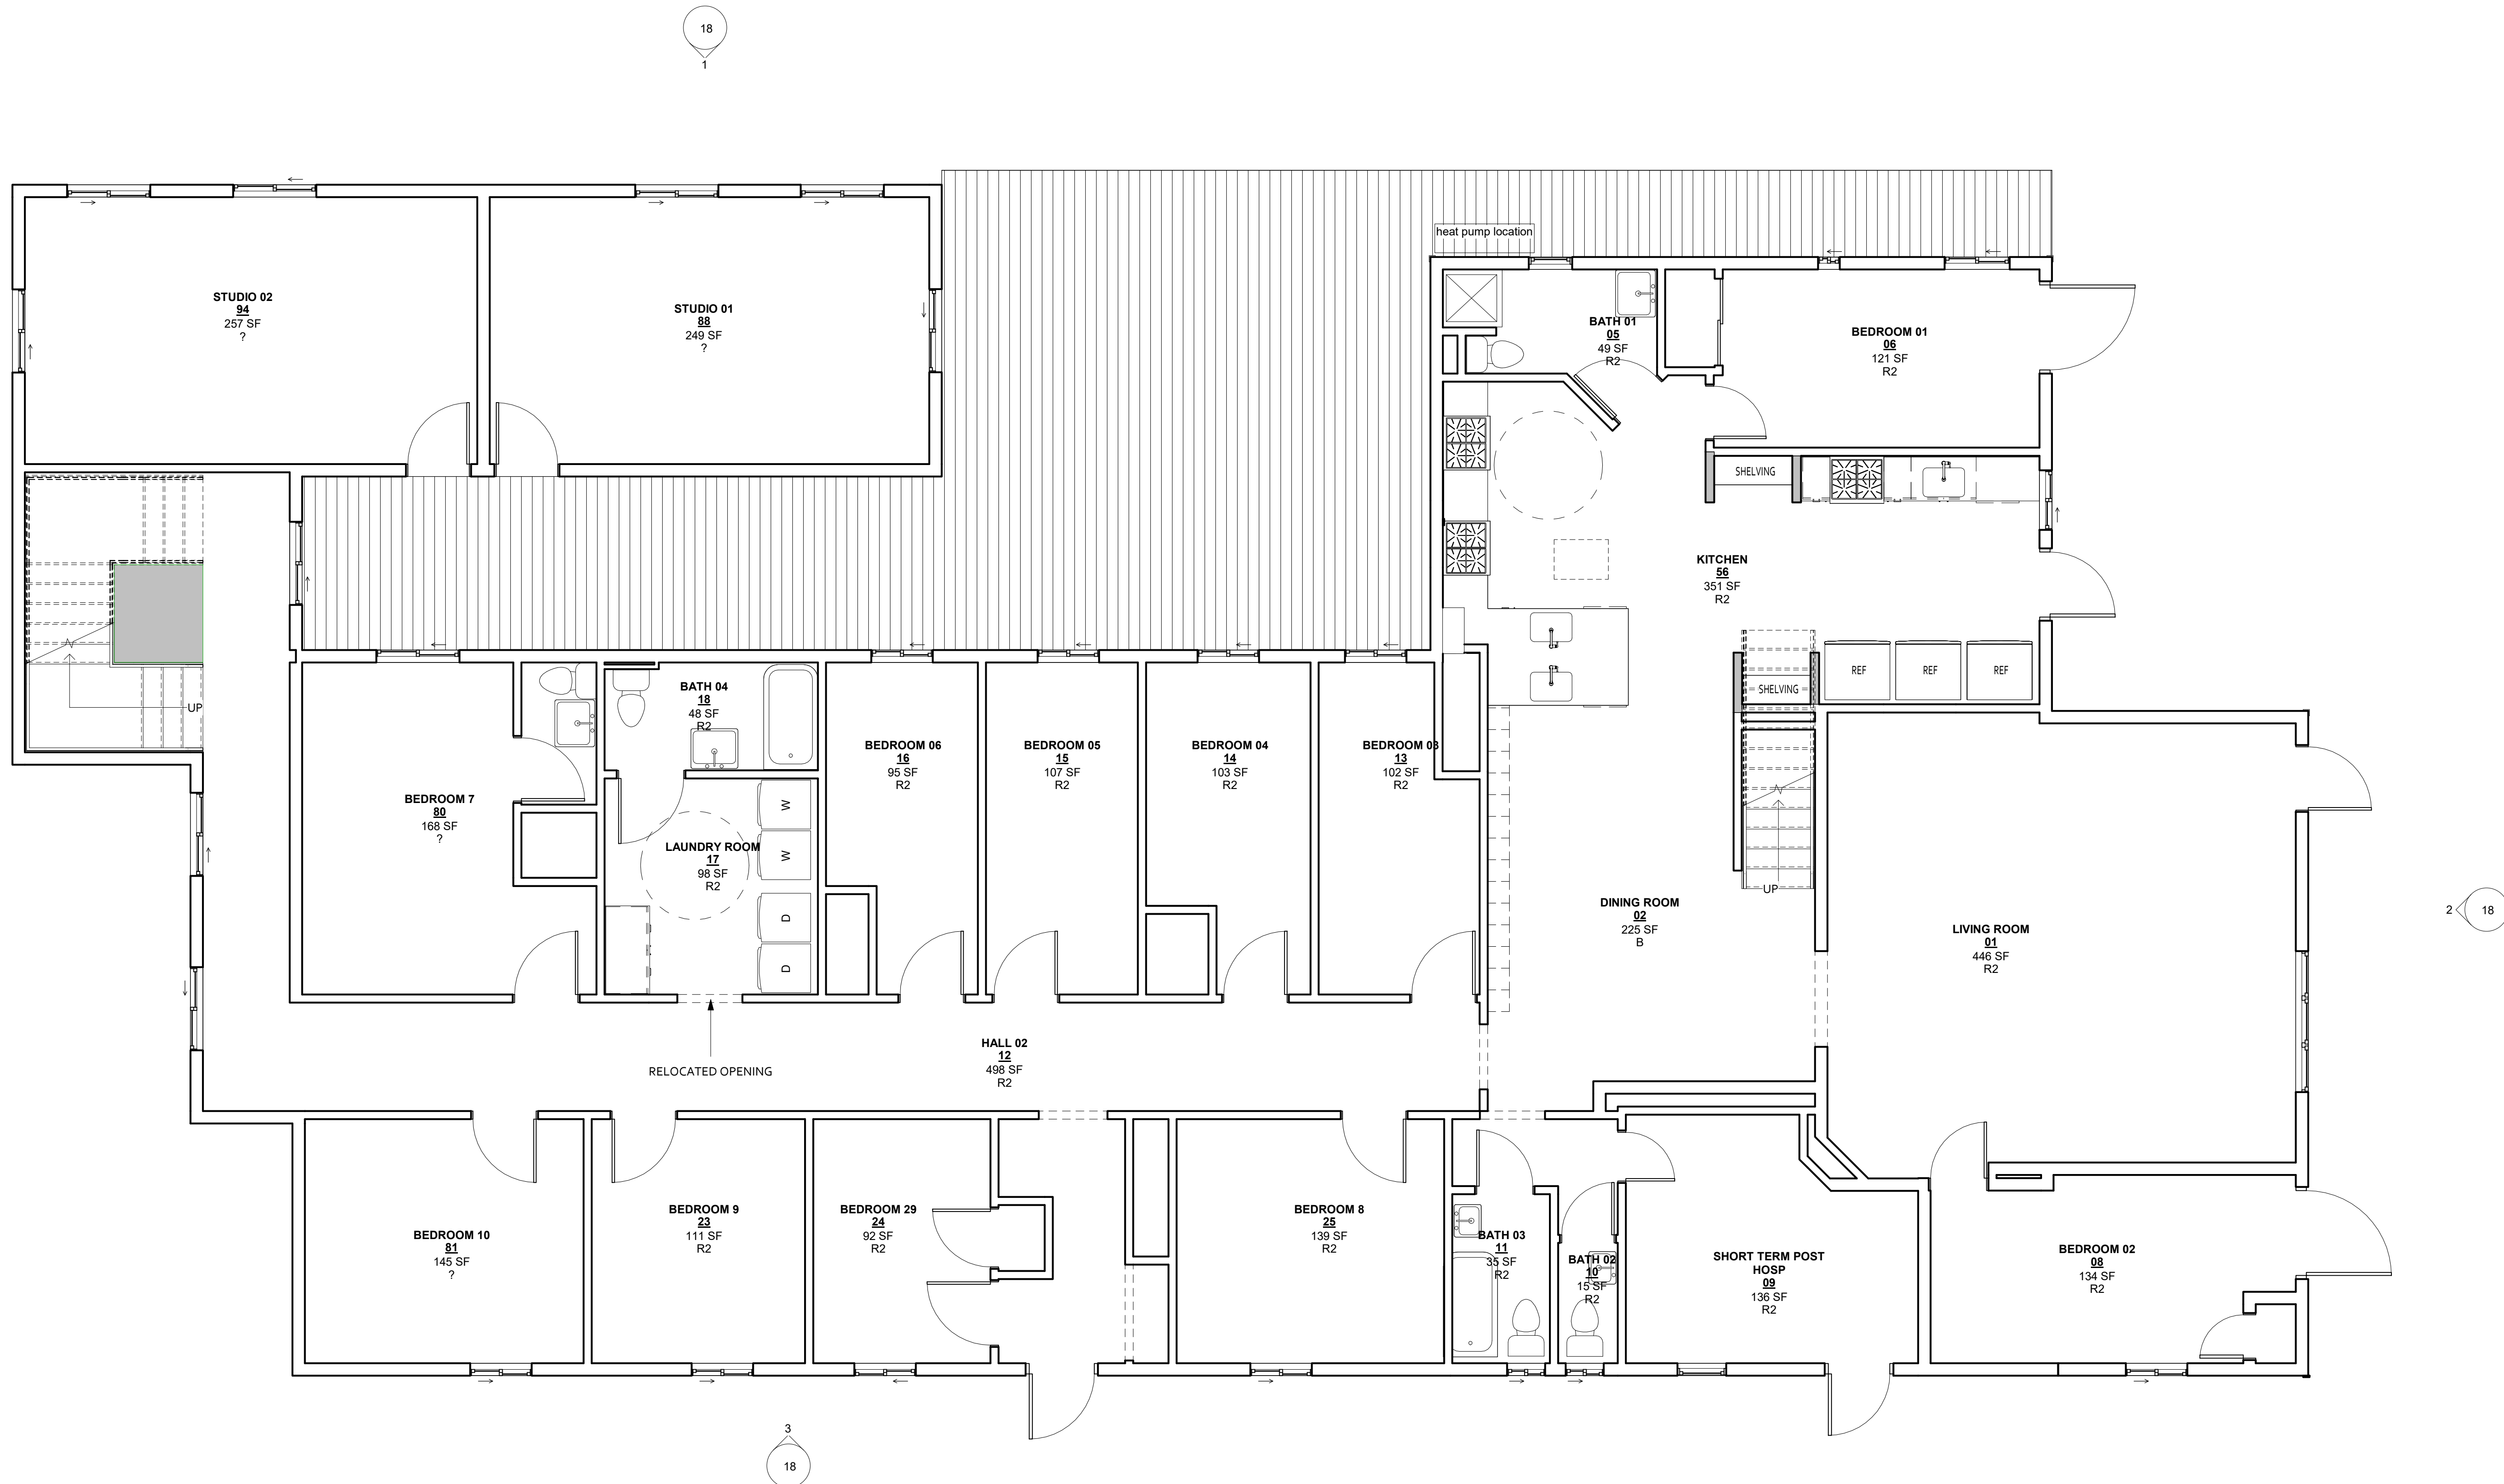 18
1
heat pump location
STUDIO 02
94
257 SF
?
STUDIO 01
88
249 SF
?
BATH 01
05
49 SF
R2
BEDROOM 01
06
121 SF
R2
SHELVING
KITCHEN
56
351 SF
R2
REF
REF
REF
SHELVING
UP
BATH 04
18
48 SF
R2
BEDROOM 7
80
168 SF
?
BEDROOM 06
16
95 SF
R2
BEDROOM 05
15
107 SF
R2
BEDROOM 04
14
103 SF
R2
BEDROOM 03
13
102 SF
R2
W
W
D
D
LAUNDRY ROOM
17
98 SF
R2
UP
DINING ROOM
02
225 SF
B
LIVING ROOM
01
446 SF
R2
2
18
HALL 02
12
498 SF
R2
RELOCATED OPENING
BEDROOM 10
81
145 SF
?
BEDROOM 9
23
111 SF
R2
BEDROOM 29
24
92 SF
R2
BEDROOM 8
25
139 SF
R2
BATH 03
11
35 SF
R2
BATH 02
10
15 SF
R2
SHORT TERM POST
HOSP
09
136 SF
R2
BEDROOM 02
08
134 SF
R2
3
18